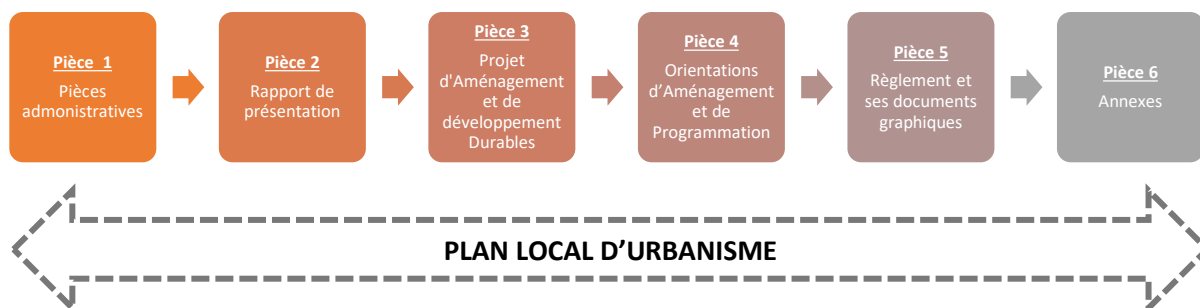 Pièce 1
Pièces
admonistratives
Pièce 2
Rapport de
présentation
Pièce 3
Projet
d'Aménagement
et de
développement
Durables
Pièce 4
Orientations
d’Aménagement
et de
Programmation
Pièce 5
Règlement et
ses documents
graphiques
Pièce 6
Annexes
PLAN LOCAL D’URBANISME